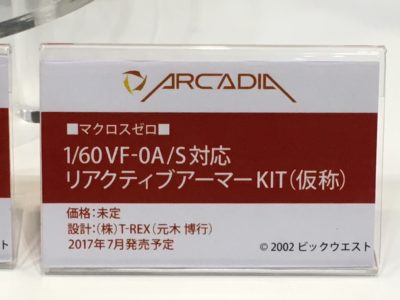 ARCADIA
■マクロスゼロ■
1/60 VF-0A/S 対応
リアクティブアーマーKIT(仮称)
価格:未定
設計:(株)T-REX(元木 博行)
2017年7月発売予定
© 2002 ビックウエスト
スト